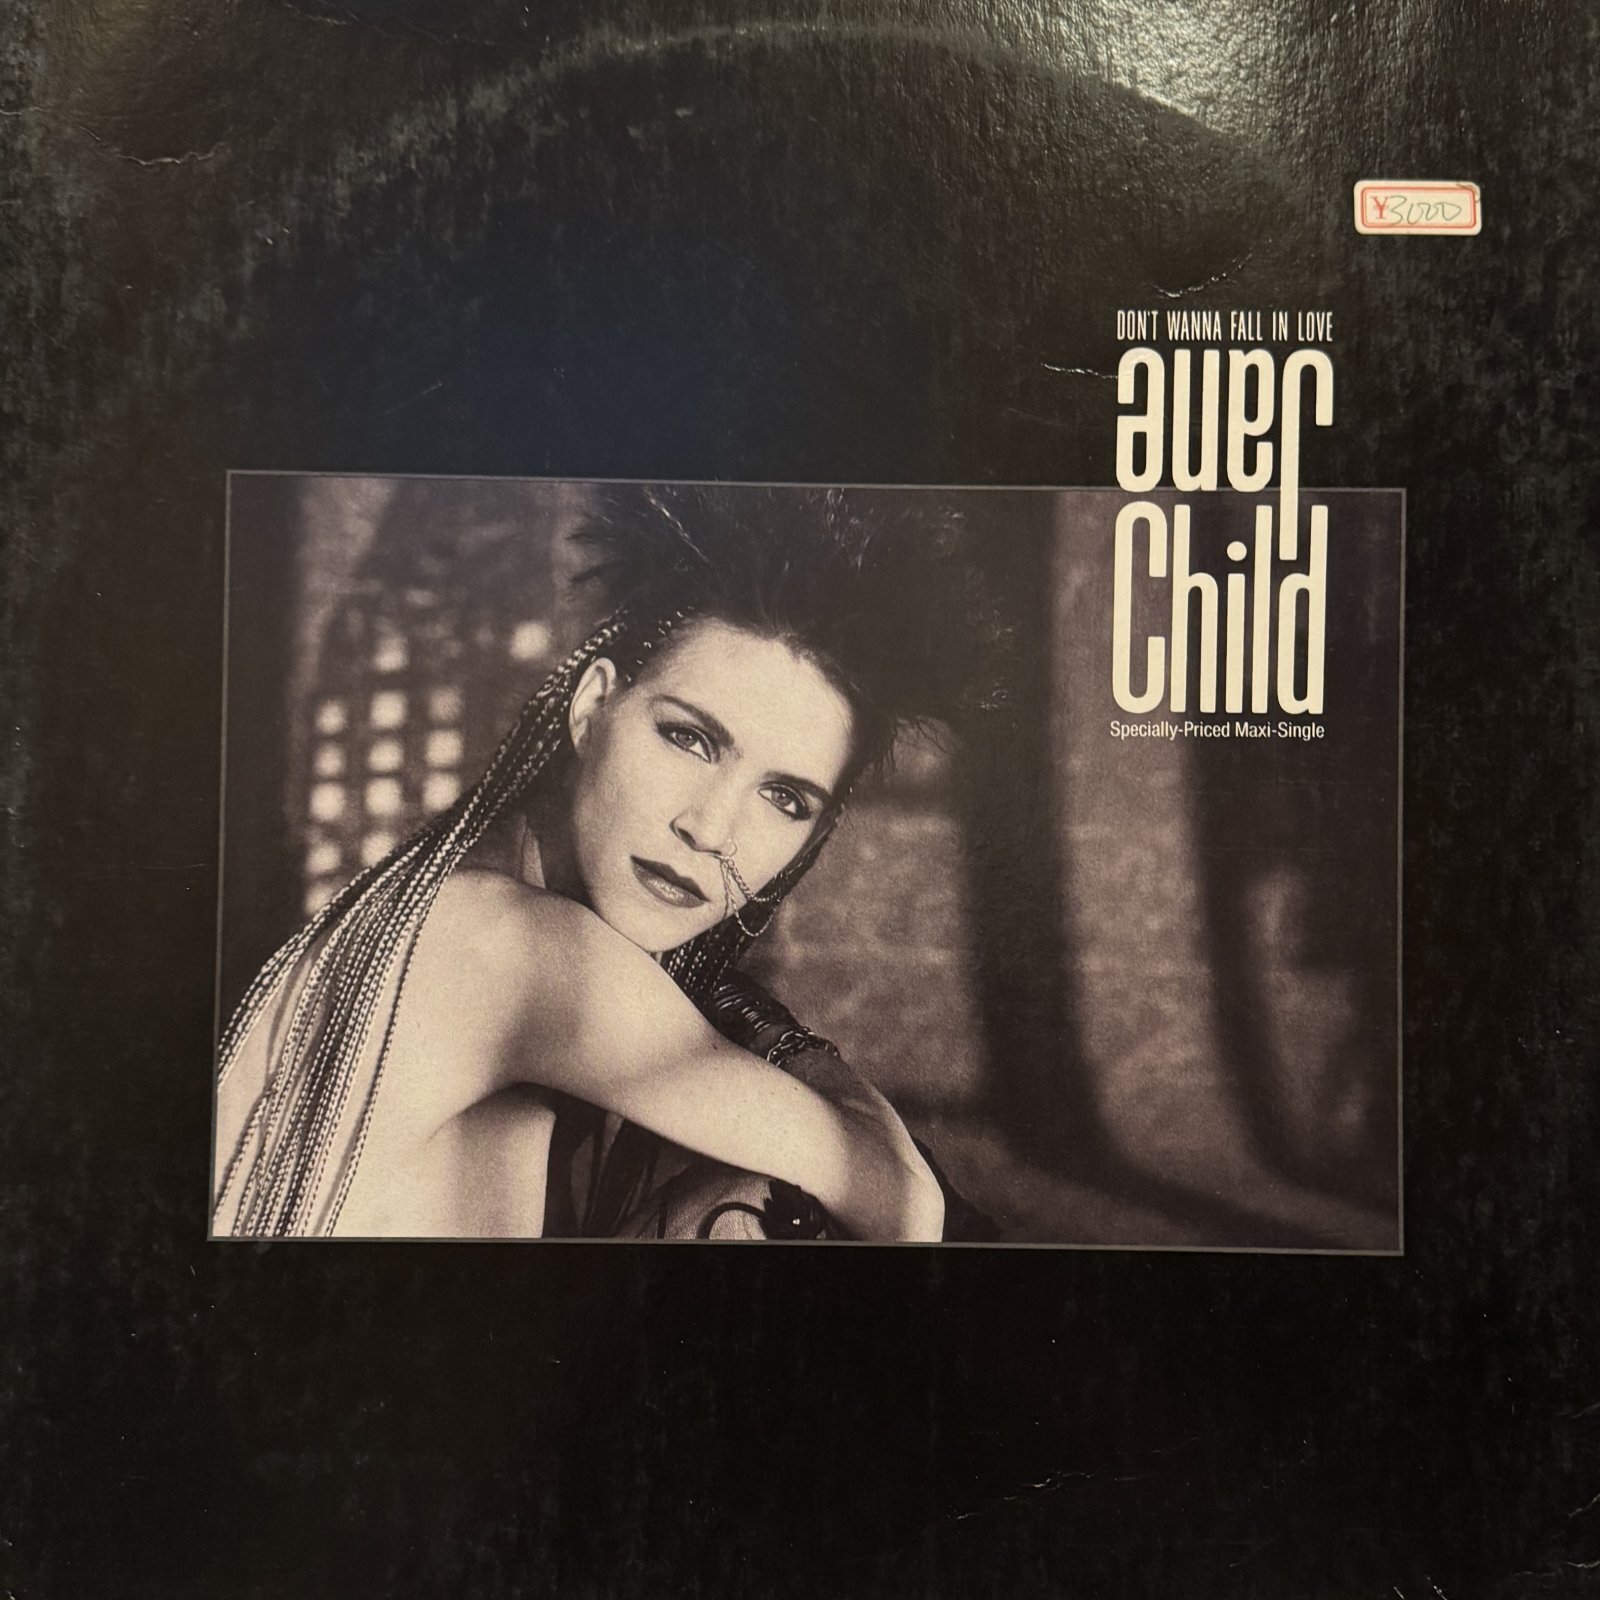 ¥3000
DON'T WANNA FALL IN LOVE
Jane
Child
Specially-Priced Maxi-Single